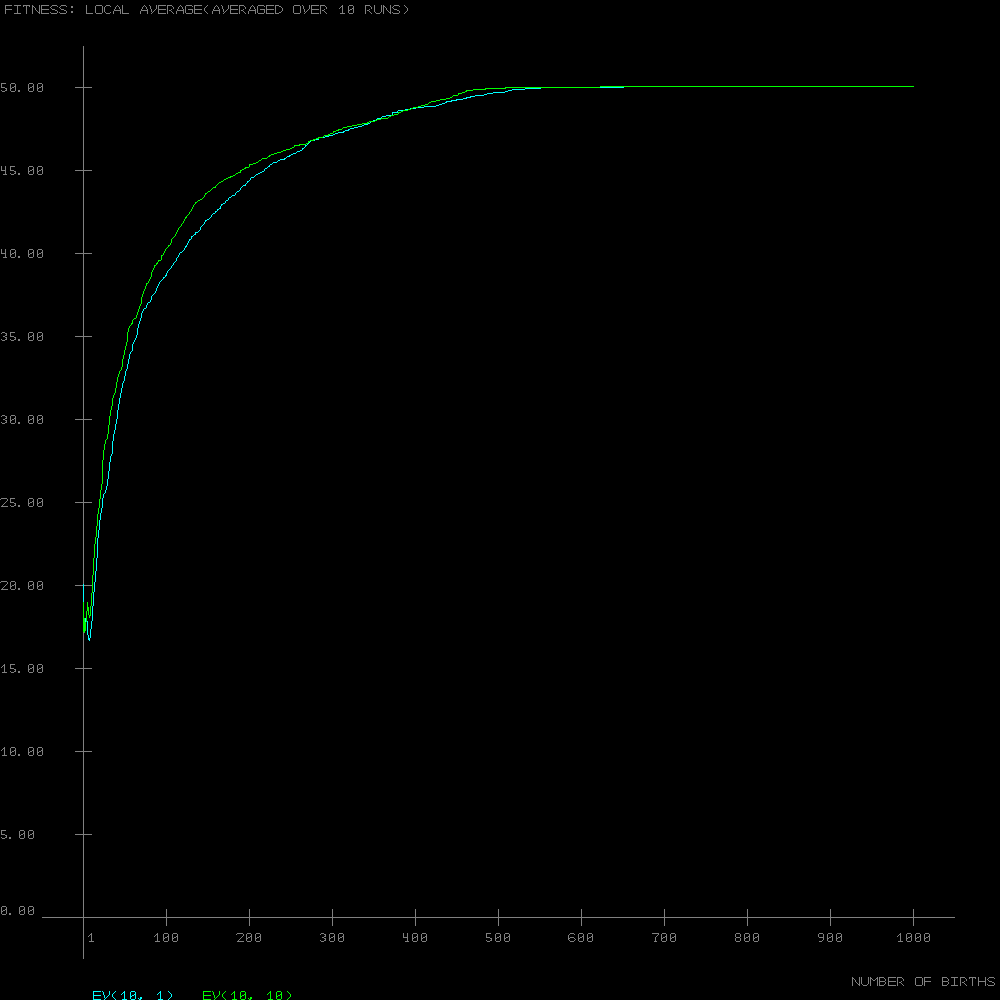 FITNESS: LOCAL AVERAGE(AVERAGED OVER 10 RUNS)
50.00
45.00
40.00
35.00
30.00
25.00
20.00
15.00
10.00
5.00
0.00
1 100 200 300 400 500 600 700 800 900 1000
NUMBER OF BIRTHS
EV(10, 1) EV(10, 10)